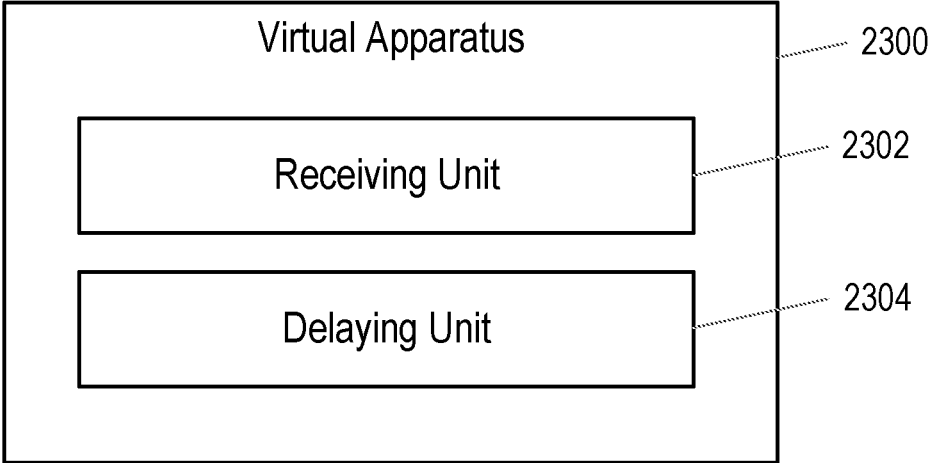 Virtual Apparatus
2300
Receiving Unit
2302
Delaying Unit
2304